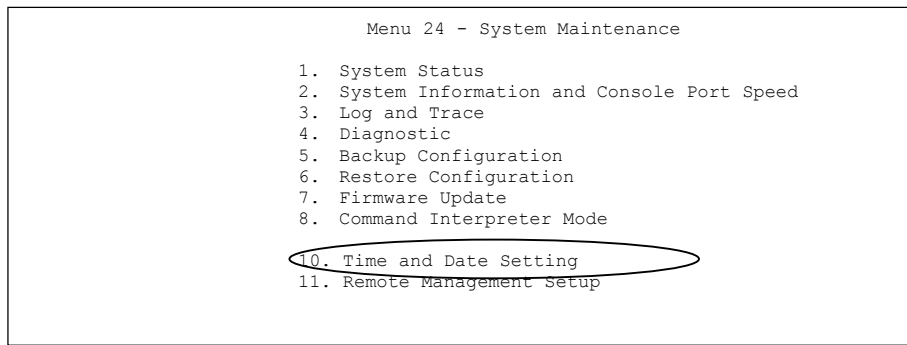 Menu 24 - System Maintenance
1. System Status
2. System Information and Console Port Speed
3. Log and Trace
4. Diagnostic
5. Backup Configuration
6. Restore Configuration
7. Firmware Update
8. Command Interpreter Mode
10. Time and Date Setting
11. Remote Management Setup